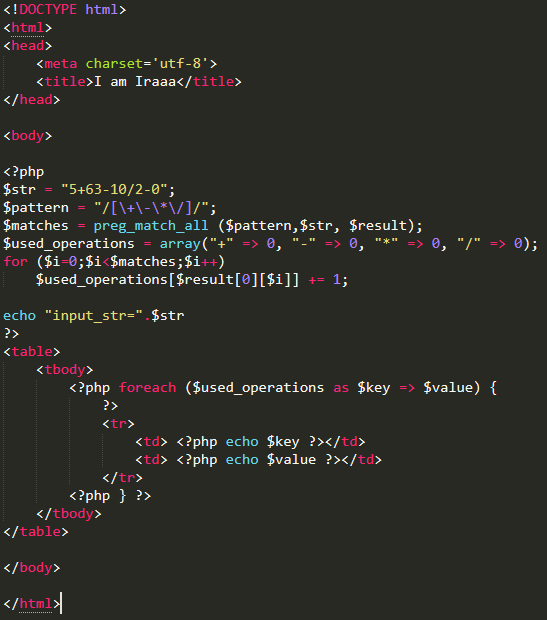 <!DOCTYPE html>
<html>
<head>
    <meta charset='utf-8'>
    <title>I am Iraaa</title>
</head>

<body>

<?php
$str = "5+63-10/2-0";
$pattern = "/[\+\-\*\/]/";
$matches = preg_match_all ($pattern,$str, $result);
$used_operations = array("+" => 0, "-" => 0, "*" => 0, "/" => 0);
for ($i=0;$i<$matches;$i++)
    $used_operations[$result[0][$i]] += 1;

echo "input_str=".$str
?>
<table>
    <tbody>
        <?php foreach ($used_operations as $key => $value) {
            ?>
            <tr>
                <td> <?php echo $key ?></td>
                <td> <?php echo $value ?></td>
            </tr>
        <?php } ?>
    </tbody>
</table>

</body>

</html>